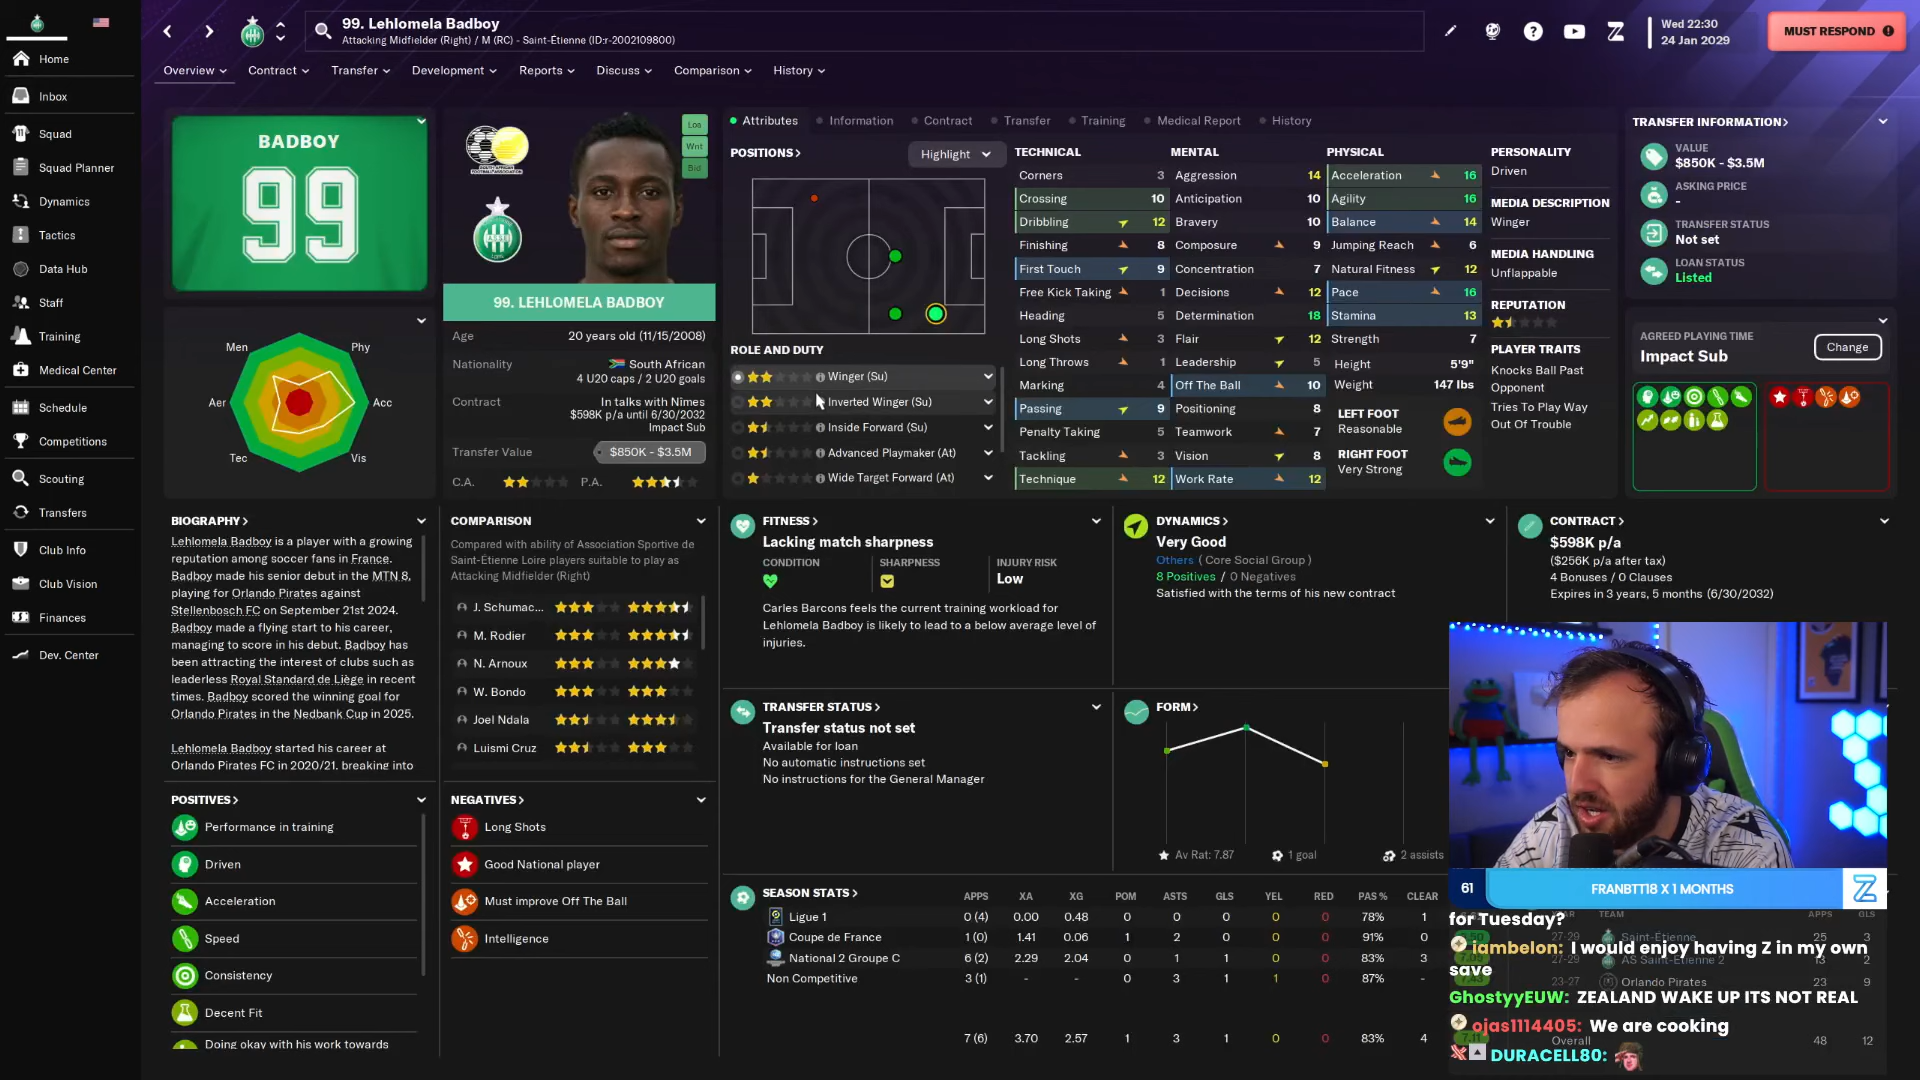 99. Lehlomela Badboy
Attacking Midfielder (Right) / M (RC) - Saint-Étienne (ID:r-2002109800)
Wed 22:30
24 Jan 2029
MUST RESPOND
Home
Inbox
Squad
Squad Planner
Dynamics
Tactics
Data Hub
Staff
Training
Medical Center
Schedule
Competitions
Scouting
Transfers
Club Info
Club Vision
Finances
Dev. Center
Overview
Contract
Transfer
Development
Reports
Discuss
Comparison
History
BADBOY
99
Men
Phy
Aer
Acc
Tec
Vis
Los
Wnt
Bid
99. LEHLOMELA BADBOY
Age 20 years old (11/15/2008)
Nationality South African
4 U20 caps / 2 U20 goals
Contract In talks with Nimes
$598K p/a until 6/30/2032
Impact Sub
Transfer Value $850K - $3.5M
C.A. P.A.
Attributes
Information
Contract
Transfer
Training
Medical Report
History
POSITIONS>
Highlight
ROLE AND DUTY
Winger (Su)
Inverted Winger (Su)
Inside Forward (Su)
Advanced Playmaker (At)
Wide Target Forward (At)
TECHNICAL
Corners 3
Crossing 10
Dribbling 12
Finishing 8
First Touch 9
Free Kick Taking 1
Heading 5
Long Shots 3
Long Throws 1
Marking 4
Passing 9
Penalty Taking 5
Tackling 3
Technique 12
MENTAL
Aggression 14
Anticipation 10
Bravery 10
Composure 9
Concentration 7
Decisions 12
Determination 18
Flair 12
Leadership 5
Off The Ball 10
Positioning 8
Teamwork 7
Vision 8
Work Rate 12
PHYSICAL
Acceleration 16
Agility 16
Balance 14
Jumping Reach 6
Natural Fitness 12
Pace 16
Stamina 13
Strength 7
Height 5'9"
Weight 147 lbs
LEFT FOOT
Reasonable
RIGHT FOOT
Very Strong
PERSONALITY
Driven
MEDIA DESCRIPTION
Winger
MEDIA HANDLING
Unflappable
REPUTATION
PLAYER TRAITS
Knocks Ball Past
Opponent
Tries To Play Way
Out Of Trouble
TRANSFER INFORMATION>
VALUE
$850K - $3.5M
ASKING PRICE
-
TRANSFER STATUS
Not set
LOAN STATUS
Listed
AGREED PLAYING TIME
Impact Sub
Change
BIOGRAPHY>
Lehlomela Badboy is a player with a growing
reputation among soccer fans in France.
Badboy made his senior debut in the MTN 8,
playing for Orlando Pirates against
Stellenbosch FC on September 21st 2024.
Badboy made a flying start to his career,
managing to score in his debut. Badboy has
been attracting the interest of clubs such as
leaderless Royal Standard de Liège in recent
times. Badboy scored the winning goal for
Orlando Pirates in the Nedbank Cup in 2025.
Lehlomela Badboy started his career at
Orlando Pirates FC in 2020/21, breaking into
COMPARISON
Compared with ability of Association Sportive de
Saint-Étienne Loire players suitable to play as
Attacking Midfielder (Right)
J. Schumac...
M. Rodier
N. Arnoux
W. Bondo
Joel Ndala
Luismi Cruz
FITNESS>
Lacking match sharpness
CONDITION
SHARPNESS
INJURY RISK
Low
Carles Barcons feels the current training workload for
Lehlomela Badboy is likely to lead to a below average level of
injuries.
DYNAMICS>
Very Good
Others ( Core Social Group )
8 Positives / 0 Negatives
Satisfied with the terms of his new contract
CONTRACT>
$598K p/a
($256K p/a after tax)
4 Bonuses / 0 Clauses
Expires in 3 years, 5 months (6/30/2032)
TRANSFER STATUS>
Transfer status not set
Available for loan
No automatic instructions set
No instructions for the General Manager
FORM>
Av Rat: 7.87
1 goal
2 assists
POSITIVES>
Performance in training
Driven
Acceleration
Speed
Consistency
Decent Fit
Doing okay with his work towards
NEGATIVES>
Long Shots
Good National player
Must improve Off The Ball
Intelligence
SEASON STATS> APPS XA XG POM ASTS GLS YEL RED PAS % CLEAR
Ligue 1 0 (4) 0.00 0.48 0 0 0 0 0 78% 1
Coupe de France 1 (0) 1.41 0.06 1 2 0 0 0 91% 0
National 2 Groupe C 6 (2) 2.29 2.04 0 1 1 0 0 83% 3
Non Competitive 3 (1) - - 0 3 1 1 0 87% -
7 (6) 3.70 2.57 1 3 1 0 0 83% 4
61
FRANBTT18 X 1 MONTHS
TEAM APPS GLS
for Tuesday?
27-29 Saint-Étienne 25 3
iambelon: I would enjoy having Z in my own
save
27-29 AS Saint-Etienne 2 2
23-27 Orlando Pirates 23 9
GhostyyEUW: ZEALAND WAKE UP ITS NOT REAL
ojas1114405: We are cooking
Overall 48 12
DURACELL80: